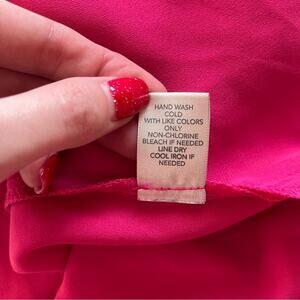 HAND WASH
COLD
WITH LIKE COLORS
ONLY
NON-CHLORINE
BLEACH IF NEEDED
LINE DRY
COOL IRON IF
NEEDED